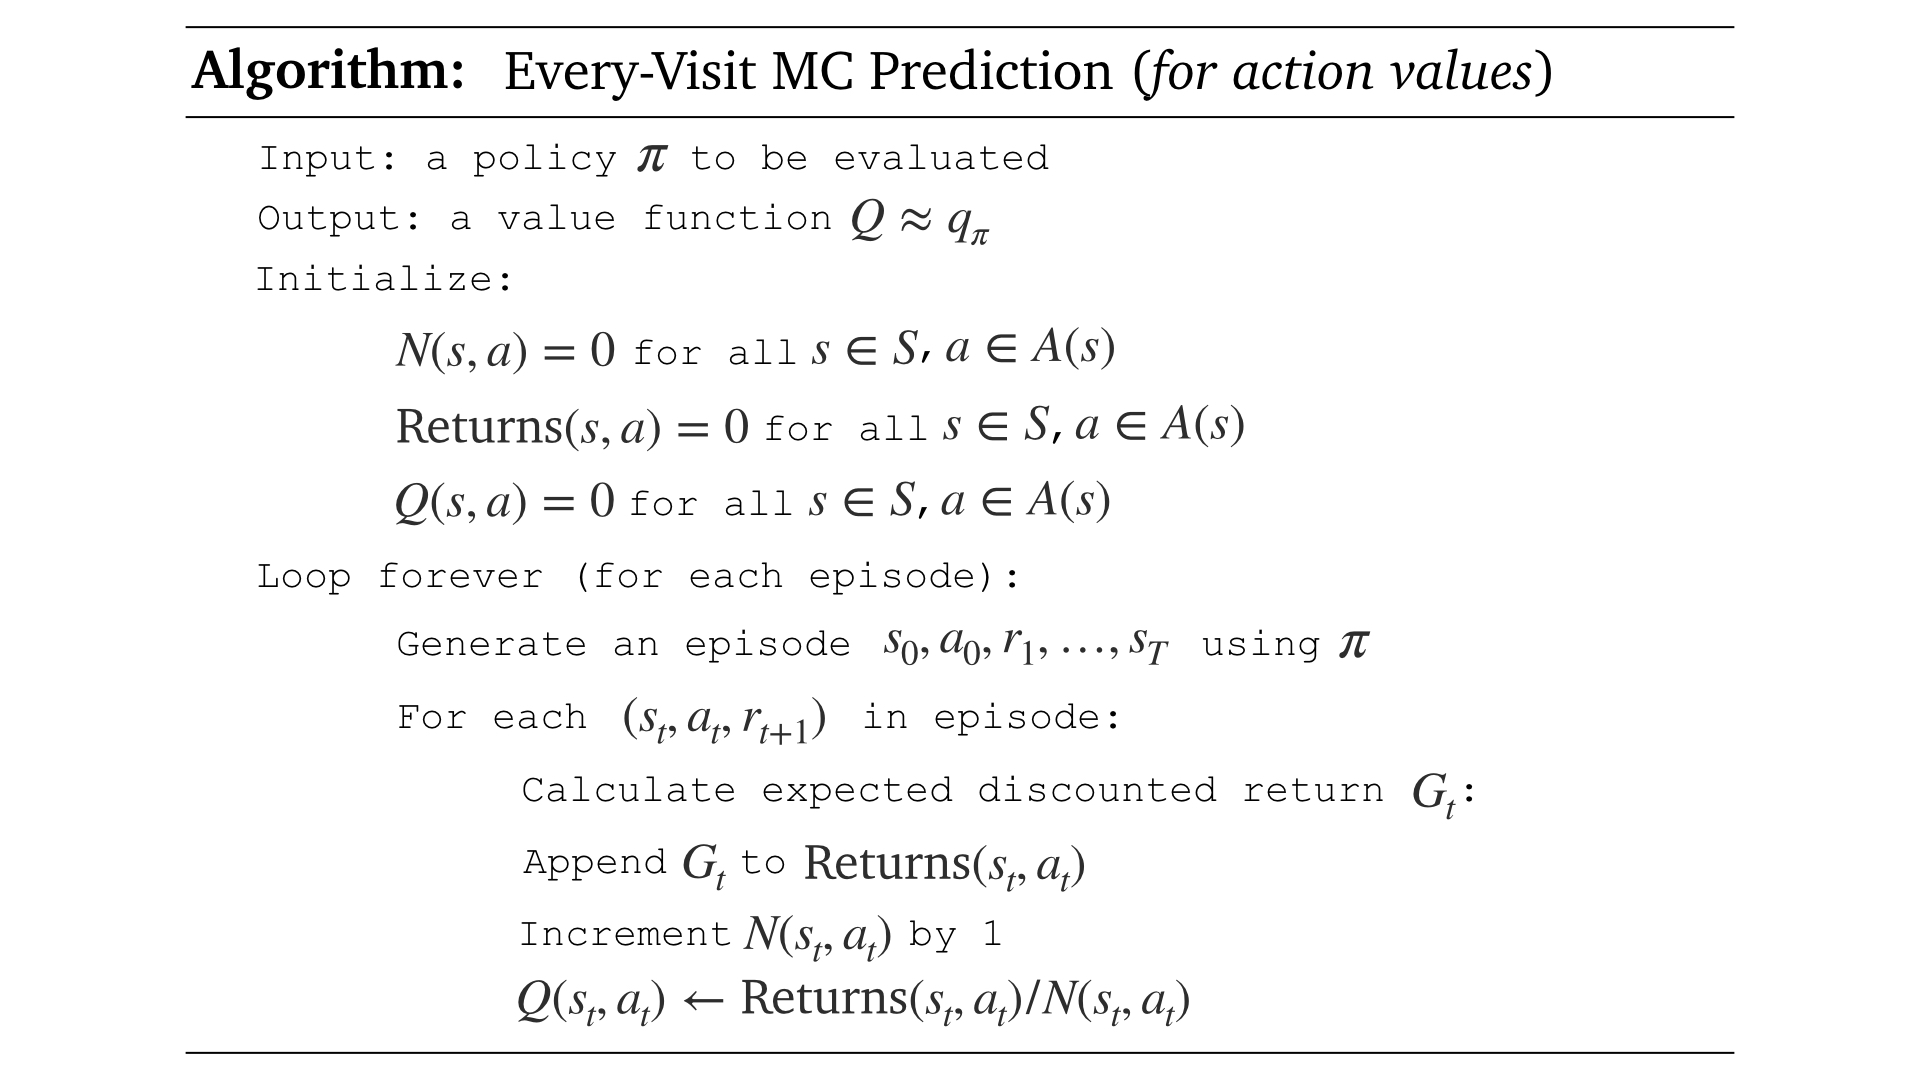 Algorithm: Every-Visit MC Prediction (for action values)
Input: a policy π to be evaluated
Output: a value function Q ≈ q_π
Initialize:
N(s, a) = 0 for all s ∈ S, a ∈ A(s)
Returns(s, a) = 0 for all s ∈ S, a ∈ A(s)
Q(s, a) = 0 for all s ∈ S, a ∈ A(s)
Loop forever (for each episode):
Generate an episode s_0, a_0, r_1, …, s_T using π
For each (s_t, a_t, r_{t+1}) in episode:
Calculate expected discounted return G_t:
Append G_t to Returns(s_t, a_t)
Increment N(s_t, a_t) by 1
Q(s_t, a_t) ← Returns(s_t, a_t)/N(s_t, a_t)